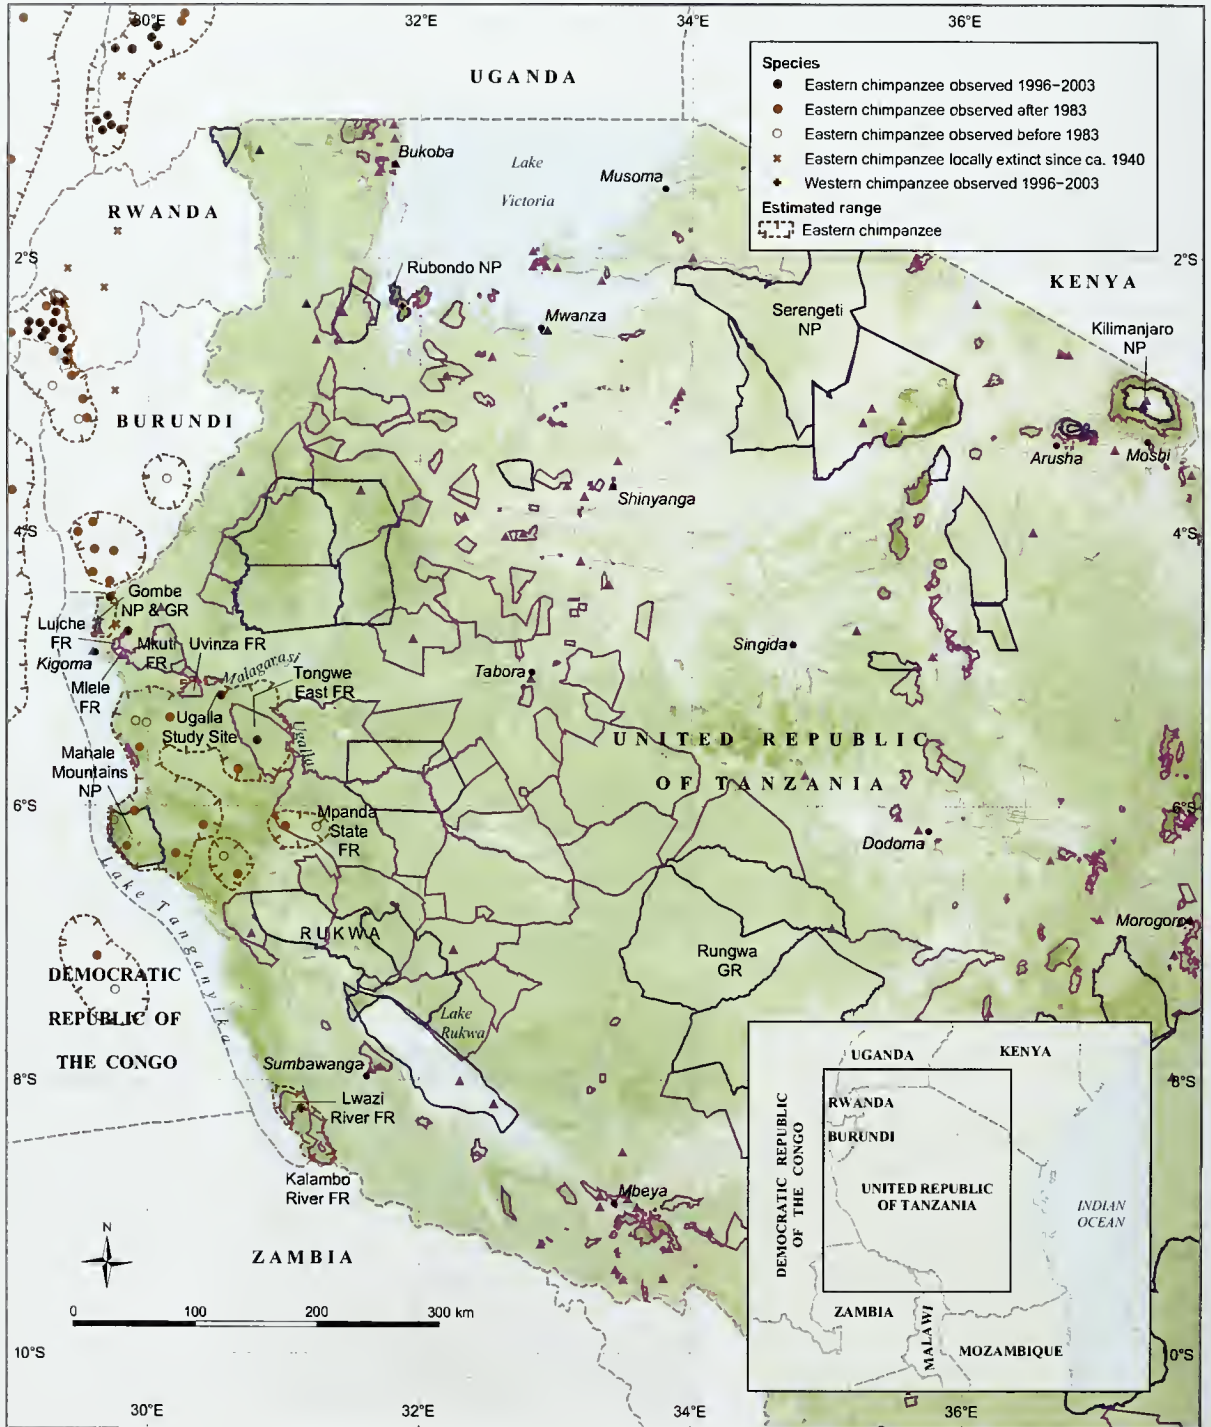 30°E
32°E
34°E
36°E
UGANDA
Species
Eastern chimpanzee observed 1996–2003
Eastern chimpanzee observed after 1983
Eastern chimpanzee observed before 1983
Eastern chimpanzee locally extinct since ca. 1940
Western chimpanzee observed 1996–2003
Estimated range
Eastern chimpanzee
Bukoba
Lake
Victoria
Musoma
RWANDA
2°S
2°S
Rubondo NP
KENYA
Serengeti
NP
Mwanza
Kilimanjaro
NP
BURUNDI
Arusha
Moshi
Shinyanga
4°S
4°S
Gombe
NP & GR
Luiche
FR
Mkuti
FR
Uvinza FR
Kigoma
Malagarasi
Mlele
FR
Tongwe
East FR
Singida
Tabora
Ugalla
Study Site
Ugalla
UNITED REPUBLIC
OF TANZANIA
Mahale
Mountains
NP
6°S
6°S
Mpanda
State
FR
Dodoma
Lake Tanganyika
RUKWA
Morogoro
Rungwa
GR
DEMOCRATIC
REPUBLIC OF
THE CONGO
Lake
Rukwa
Sumbawanga
8°S
8°S
Lwazi
River FR
Kalambo
River FR
Mbeya
ZAMBIA
N
0
100
200
300 km
10°S
0°S
UGANDA
KENYA
RWANDA
BURUNDI
DEMOCRATIC REPUBLIC
OF THE CONGO
UNITED REPUBLIC
OF TANZANIA
INDIAN
OCEAN
ZAMBIA
MALAWI
MOZAMBIQUE
30°E
32°E
34°E
36°E